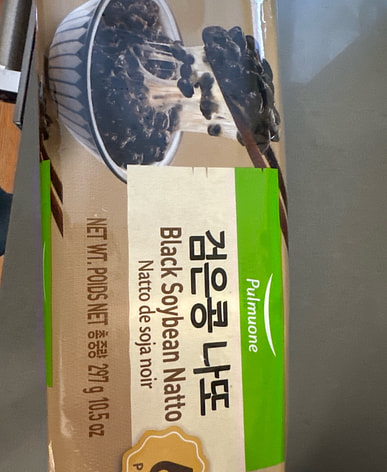 Pulmuone
검은콩 나또
Black Soybean Natto
Natto de soja noir
NET WT. POIDS NET 총중량 297 g 10.5 oz